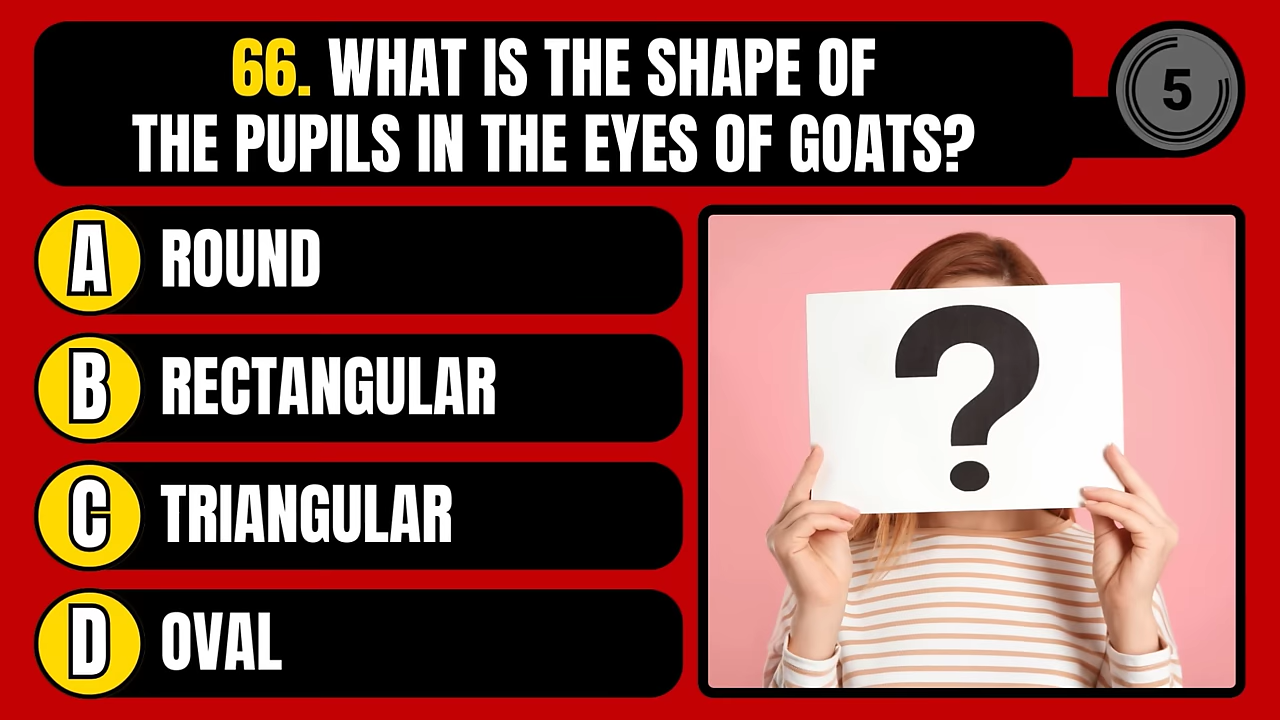 66. WHAT IS THE SHAPE OF
THE PUPILS IN THE EYES OF GOATS?
5
A ROUND
B RECTANGULAR
C TRIANGULAR
D OVAL
?